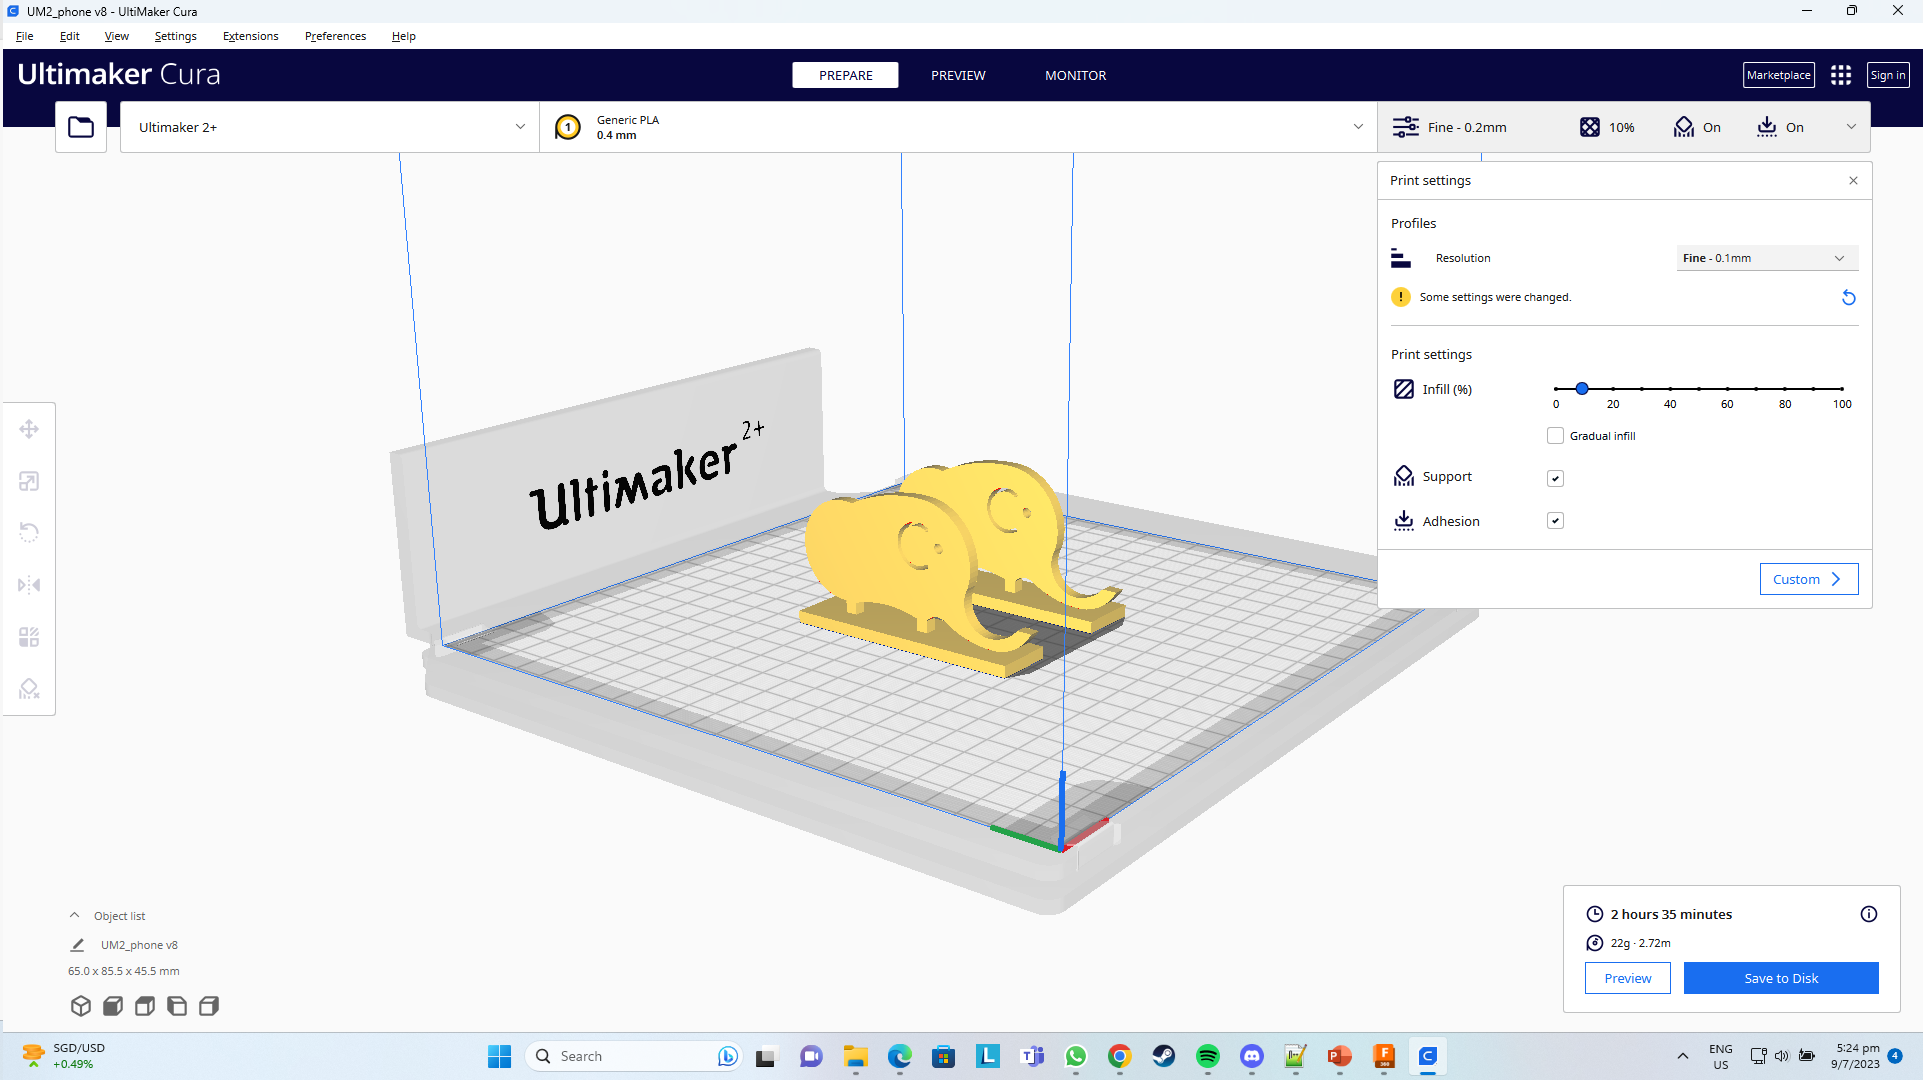 UM2_phone v8 - UltiMaker Cura
File Edit View Settings Extensions Preferences Help
Ultimaker Cura
PREPARE PREVIEW MONITOR
Marketplace Sign in
Ultimaker 2+
1
Generic PLA
0.4 mm
Fine - 0.2mm 10% On On
Print settings
Profiles
Resolution Fine - 0.1mm
! Some settings were changed.
Print settings
Infill (%)
0 20 40 60 80 100
Gradual infill
Support
Adhesion
Custom
Ultimaker 2+
Object list
UM2_phone v8
65.0 x 85.5 x 45.5 mm
2 hours 35 minutes
22g · 2.72m
Preview Save to Disk
SGD/USD
+0.49%
Search
ENG
US
5:24 pm
9/7/2023
4